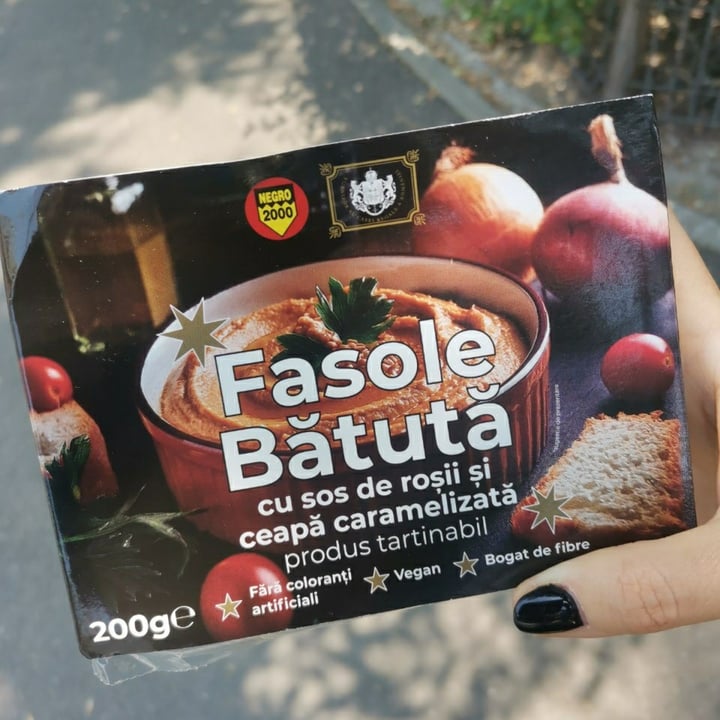 NEGRO
2000
Fasole
Bătută
cu sos de roșii și
ceapă caramelizată
produs tartinabil
Fără coloranți
artificiali
Vegan
Bogat de fibre
200g℮